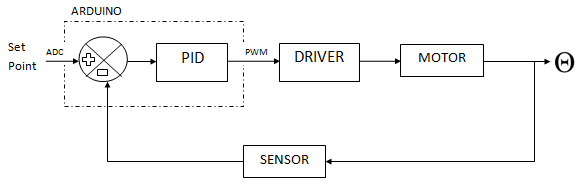 ARDUINO
Set
Point
ADC
PID
PWM
DRIVER
MOTOR
Θ
SENSOR